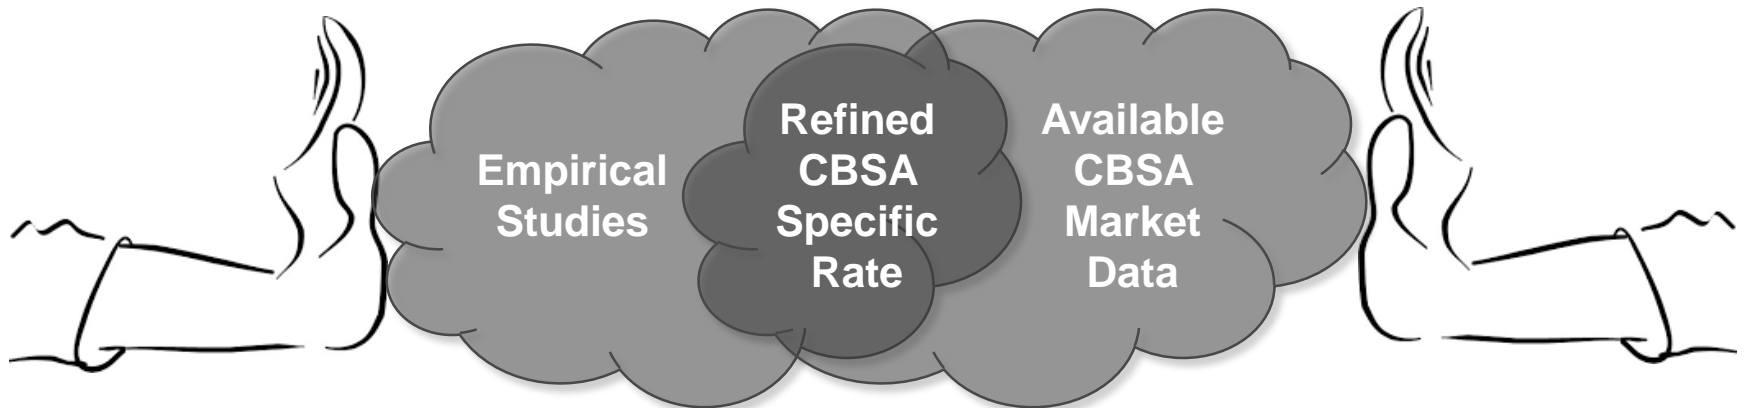 Empirical
Studies
Refined
CBSA
Specific
Rate
Available
CBSA
Market
Data